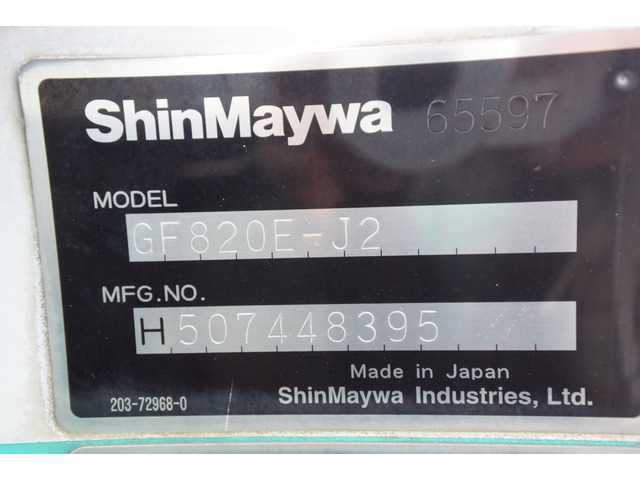 ShinMaywa 65597
MODEL
GF820E-J2
MFG.NO.
H507448395
Made in Japan
203-72968-0 ShinMaywa Industries, Ltd.